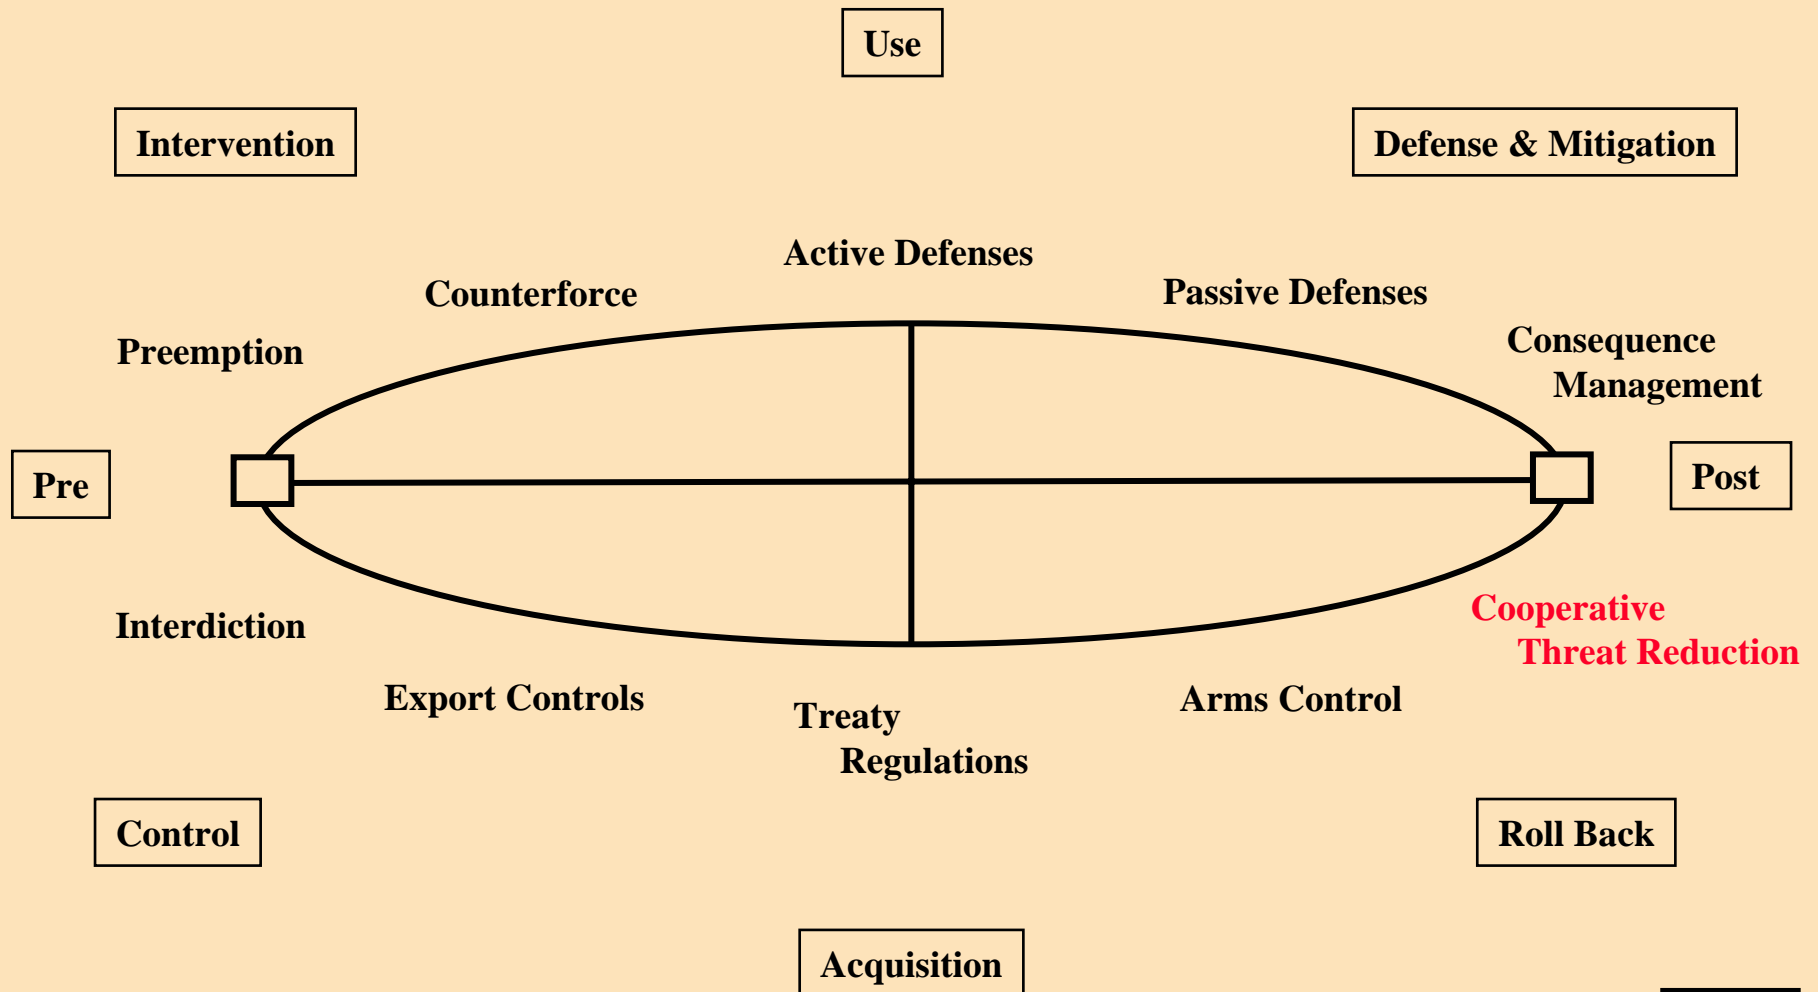 Use
Intervention
Defense & Mitigation
Active Defenses
Counterforce
Passive Defenses
Preemption
Consequence
Management
Pre
Post
Interdiction
Cooperative
Threat Reduction
Export Controls
Treaty
Regulations
Arms Control
Control
Roll Back
Acquisition